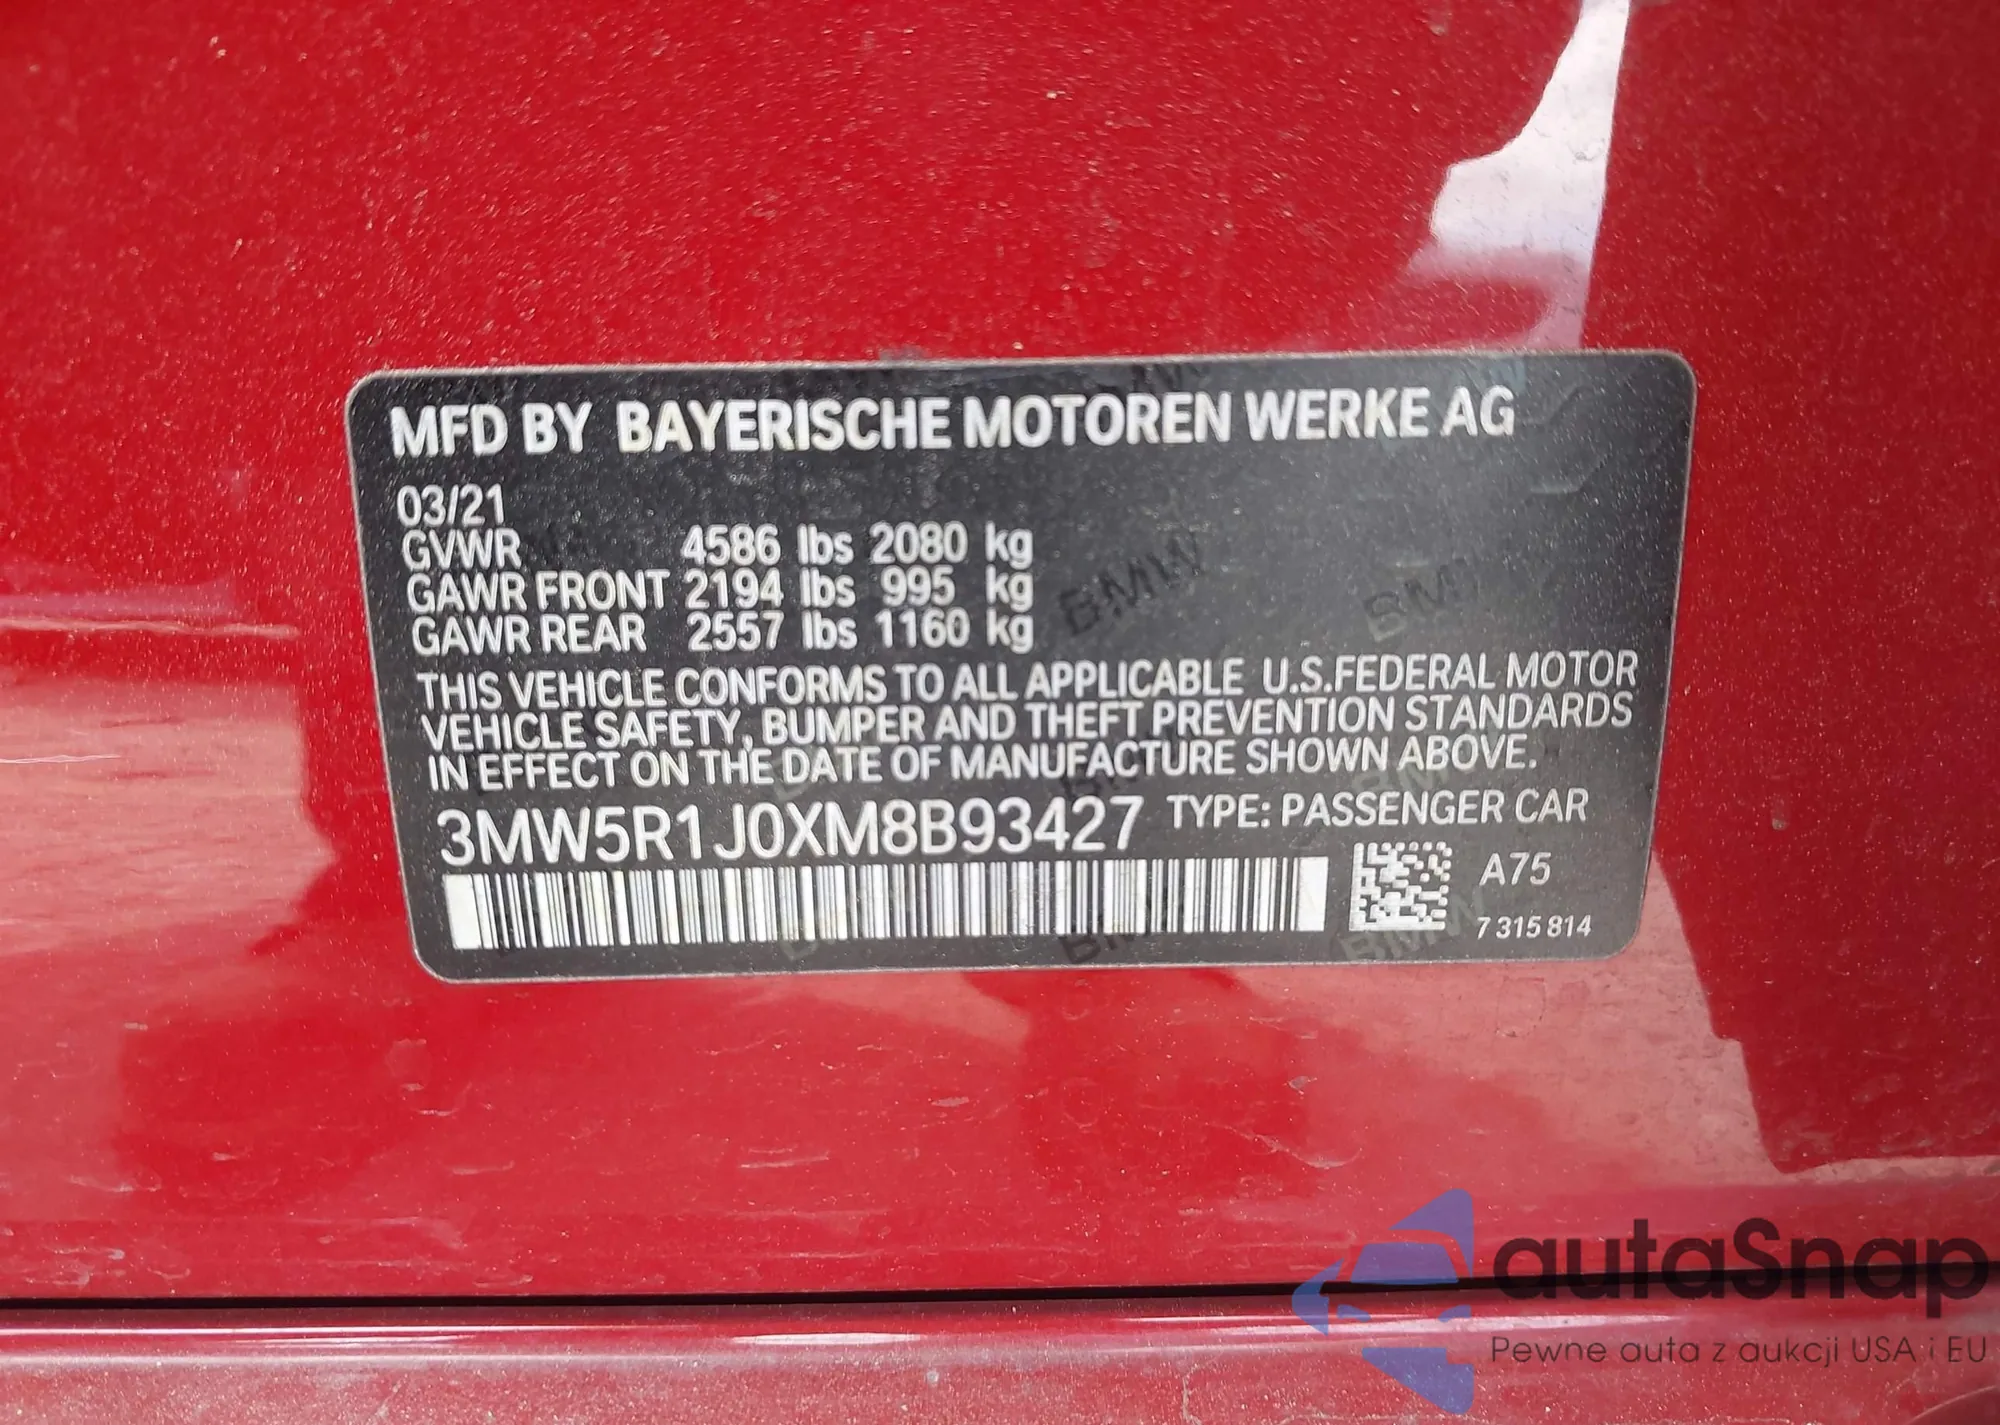 MFD BY BAYERISCHE MOTOREN WERKE AG
03/21
GVWR 4586 lbs 2080 kg
GAWR FRONT 2194 lbs 995 kg
GAWR REAR 2557 lbs 1160 kg
THIS VEHICLE CONFORMS TO ALL APPLICABLE U.S.FEDERAL MOTOR
VEHICLE SAFETY, BUMPER AND THEFT PREVENTION STANDARDS
IN EFFECT ON THE DATE OF MANUFACTURE SHOWN ABOVE.
3MW5R1J0XM8B93427 TYPE: PASSENGER CAR
A75
7 315 814
autoSnap
Pewne auta z aukcji USA i EU